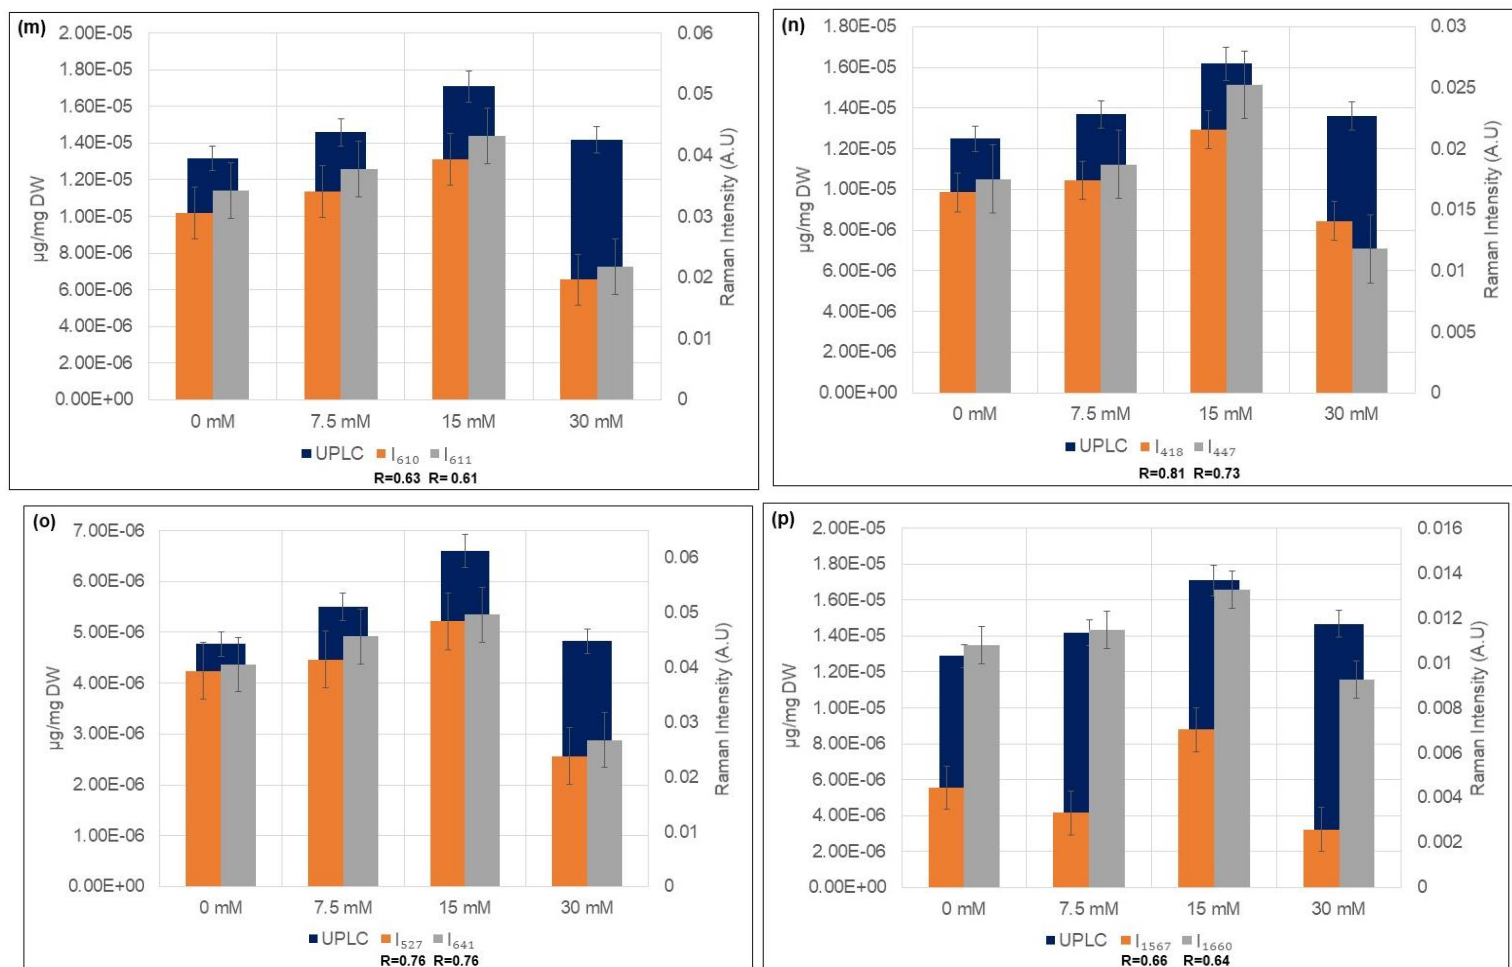 (m)
2.00E-05
1.80E-05
1.60E-05
1.40E-05
1.20E-05
1.00E-05
8.00E-06
6.00E-06
4.00E-06
2.00E-06
0.00E+00
µg/mg DW
0.06
0.05
0.04
0.03
0.02
0.01
0
Raman Intensity (A.U)
0 mM 7.5 mM 15 mM 30 mM
UPLC I₆₁₀ I₆₁₁
R=0.63 R= 0.61
(n)
1.80E-05
1.60E-05
1.40E-05
1.20E-05
1.00E-05
8.00E-06
6.00E-06
4.00E-06
2.00E-06
0.00E+00
µg/mg DW
0.03
0.025
0.02
0.015
0.01
0.005
0
Raman Intensity (A.U)
0 mM 7.5 mM 15 mM 30 mM
UPLC I₄₁₈ I₄₄₇
R=0.81 R=0.73
(o)
7.00E-06
6.00E-06
5.00E-06
4.00E-06
3.00E-06
2.00E-06
1.00E-06
0.00E+00
µg/mg DW
0.06
0.05
0.04
0.03
0.02
0.01
0
Raman Intensity (A.U)
0 mM 7.5 mM 15 mM 30 mM
UPLC I₅₂₇ I₆₄₁
R=0.76 R=0.76
(p)
2.00E-05
1.80E-05
1.60E-05
1.40E-05
1.20E-05
1.00E-05
8.00E-06
6.00E-06
4.00E-06
2.00E-06
0.00E+00
µg/mg DW
0.016
0.014
0.012
0.01
0.008
0.006
0.004
0.002
0
Raman Intensity (A.U)
0 mM 7.5 mM 15 mM 30 mM
UPLC I₁₅₆₇ I₁₆₆₀
R=0.66 R=0.64